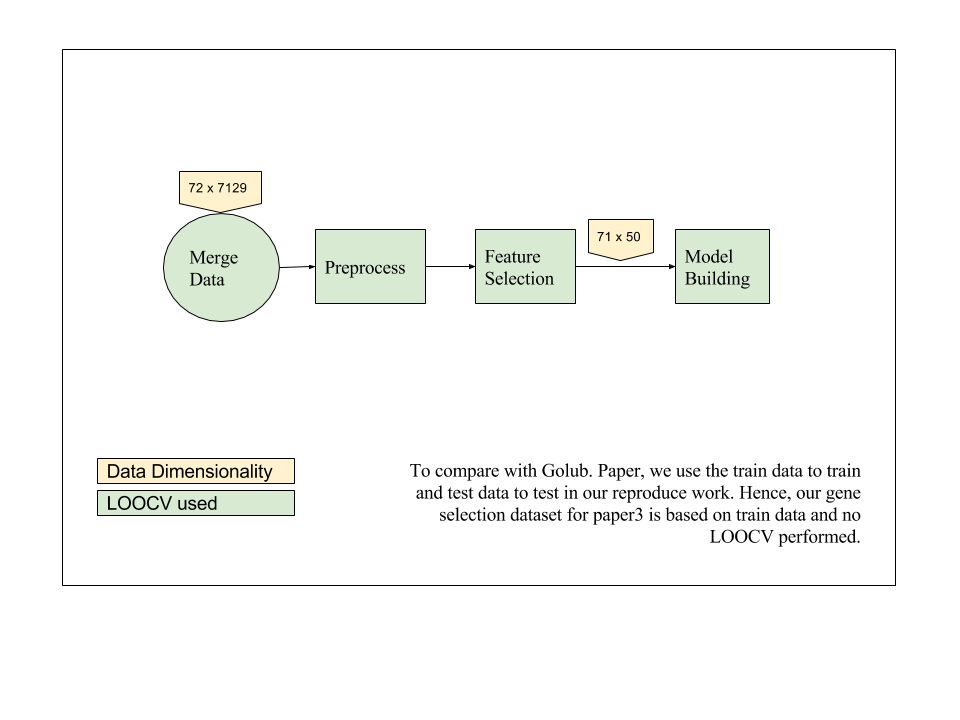 72 x 7129
Merge
Data
Preprocess
Feature
Selection
71 x 50
Model
Building
Data Dimensionality
LOOCV used
To compare with Golub. Paper, we use the train data to train
and test data to test in our reproduce work. Hence, our gene
selection dataset for paper3 is based on train data and no
LOOCV performed.